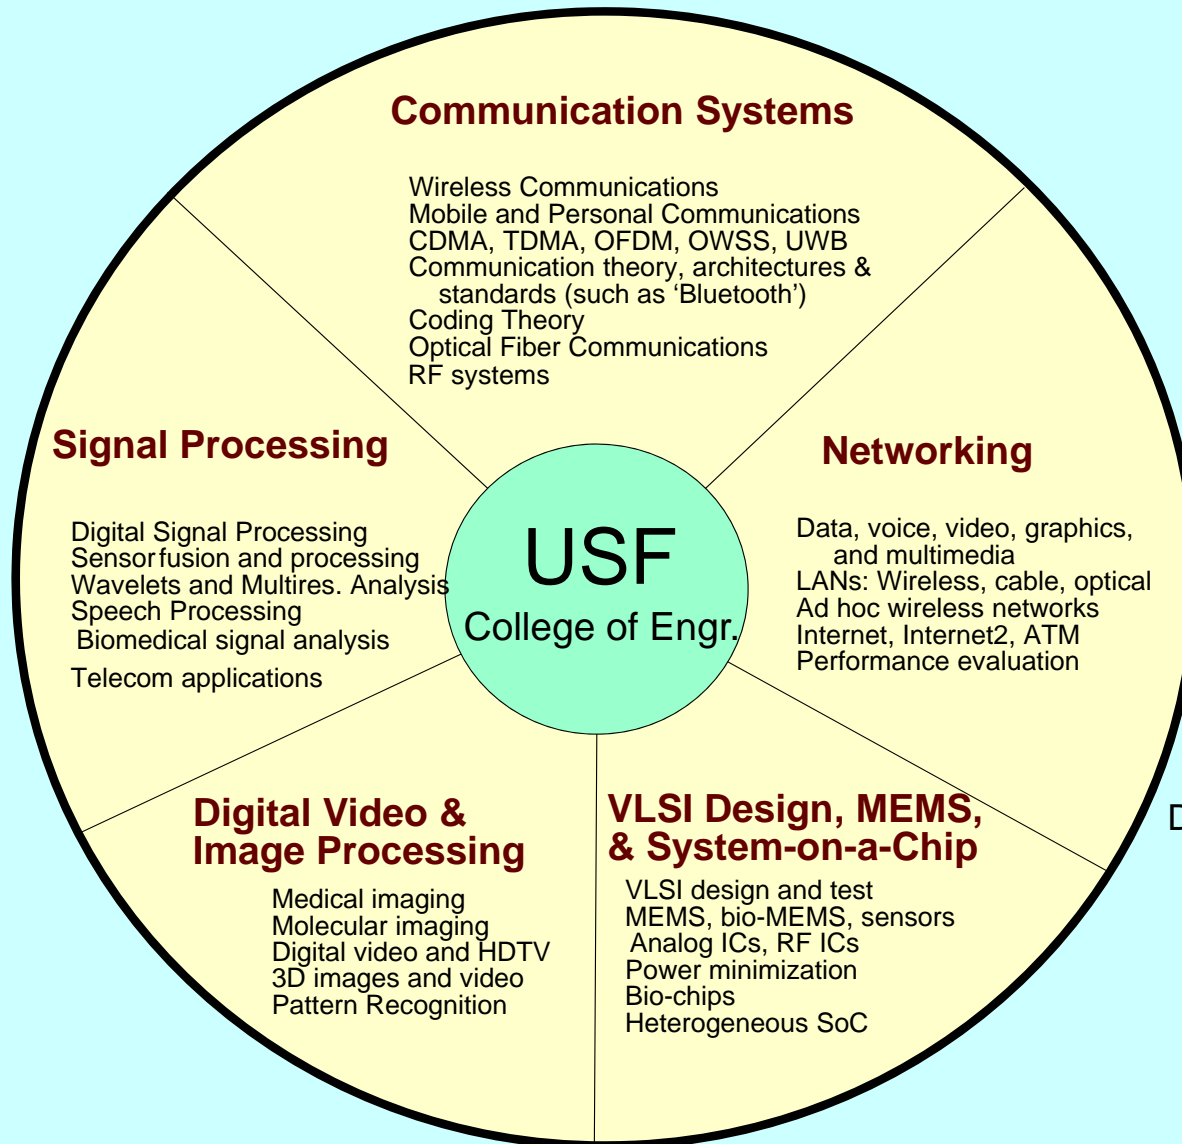 Communication Systems
Wireless Communications
Mobile and Personal Communications
CDMA, TDMA, OFDM, OWSS, UWB
Communication theory, architectures &
standards (such as ‘Bluetooth’)
Coding Theory
Optical Fiber Communications
RF systems
Signal Processing
Digital Signal Processing
Sensor fusion and processing
Wavelets and Multires. Analysis
Speech Processing
Biomedical signal analysis
Telecom applications
USF
College of Engr.
Networking
Data, voice, video, graphics,
and multimedia
LANs: Wireless, cable, optical
Ad hoc wireless networks
Internet, Internet2, ATM
Performance evaluation
Digital Video &
Image Processing
Medical imaging
Molecular imaging
Digital video and HDTV
3D images and video
Pattern Recognition
VLSI Design, MEMS,
& System-on-a-Chip
VLSI design and test
MEMS, bio-MEMS, sensors
Analog ICs, RF ICs
Power minimization
Bio-chips
Heterogeneous SoC
D